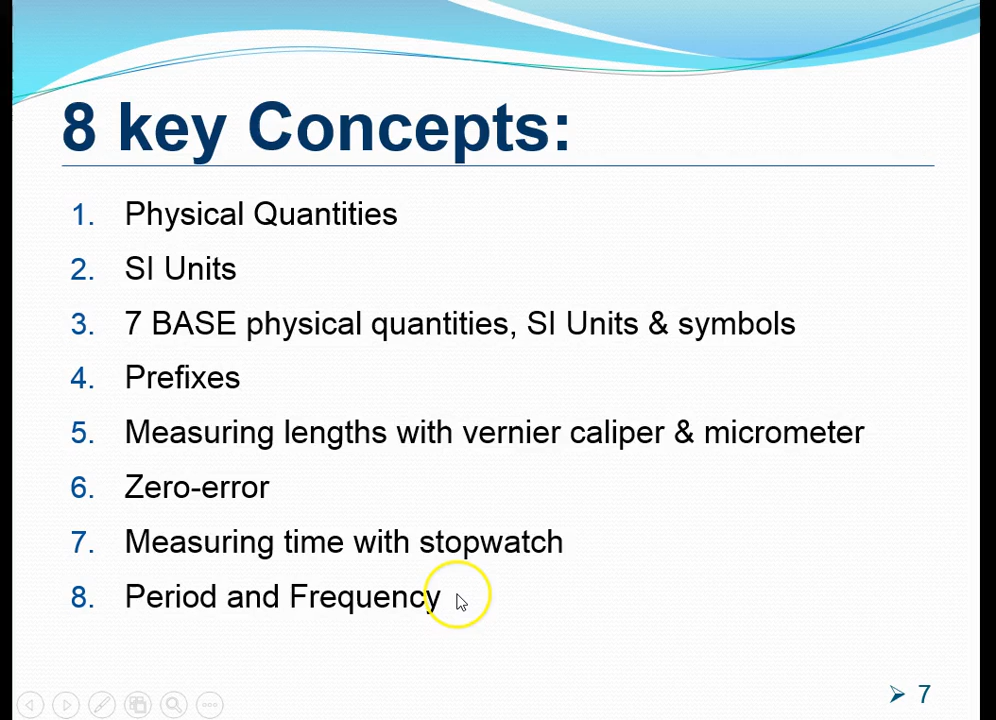 8 key Concepts:
1. Physical Quantities
2. SI Units
3. 7 BASE physical quantities, SI Units & symbols
4. Prefixes
5. Measuring lengths with vernier caliper & micrometer
6. Zero-error
7. Measuring time with stopwatch
8. Period and Frequency
7